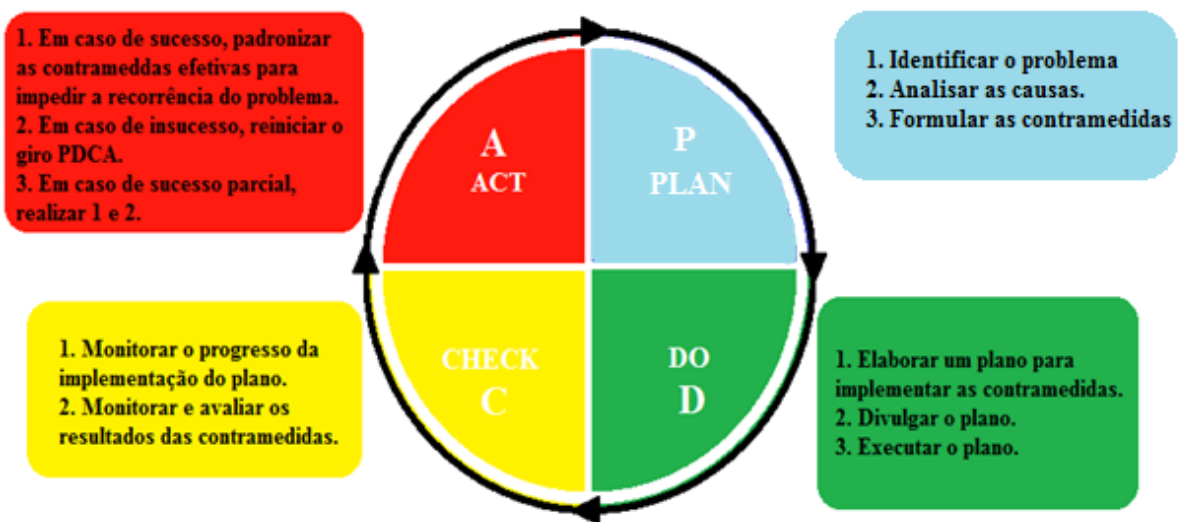 1. Em caso de sucesso, padronizar
as contrameddas efetivas para
impedir a recorrência do problema.
2. Em caso de insucesso, reiniciar o
giro PDCA.
3. Em caso de sucesso parcial,
realizar 1 e 2.
A
ACT
P
PLAN
1. Identificar o problema
2. Analisar as causas.
3. Formular as contramedidas
1. Monitorar o progresso da
implementação do plano.
2. Monitorar e avaliar os
resultados das contramedidas.
CHECK
C
DO
D
1. Elaborar um plano para
implementar as contramedidas.
2. Divulgar o plano.
3. Executar o plano.